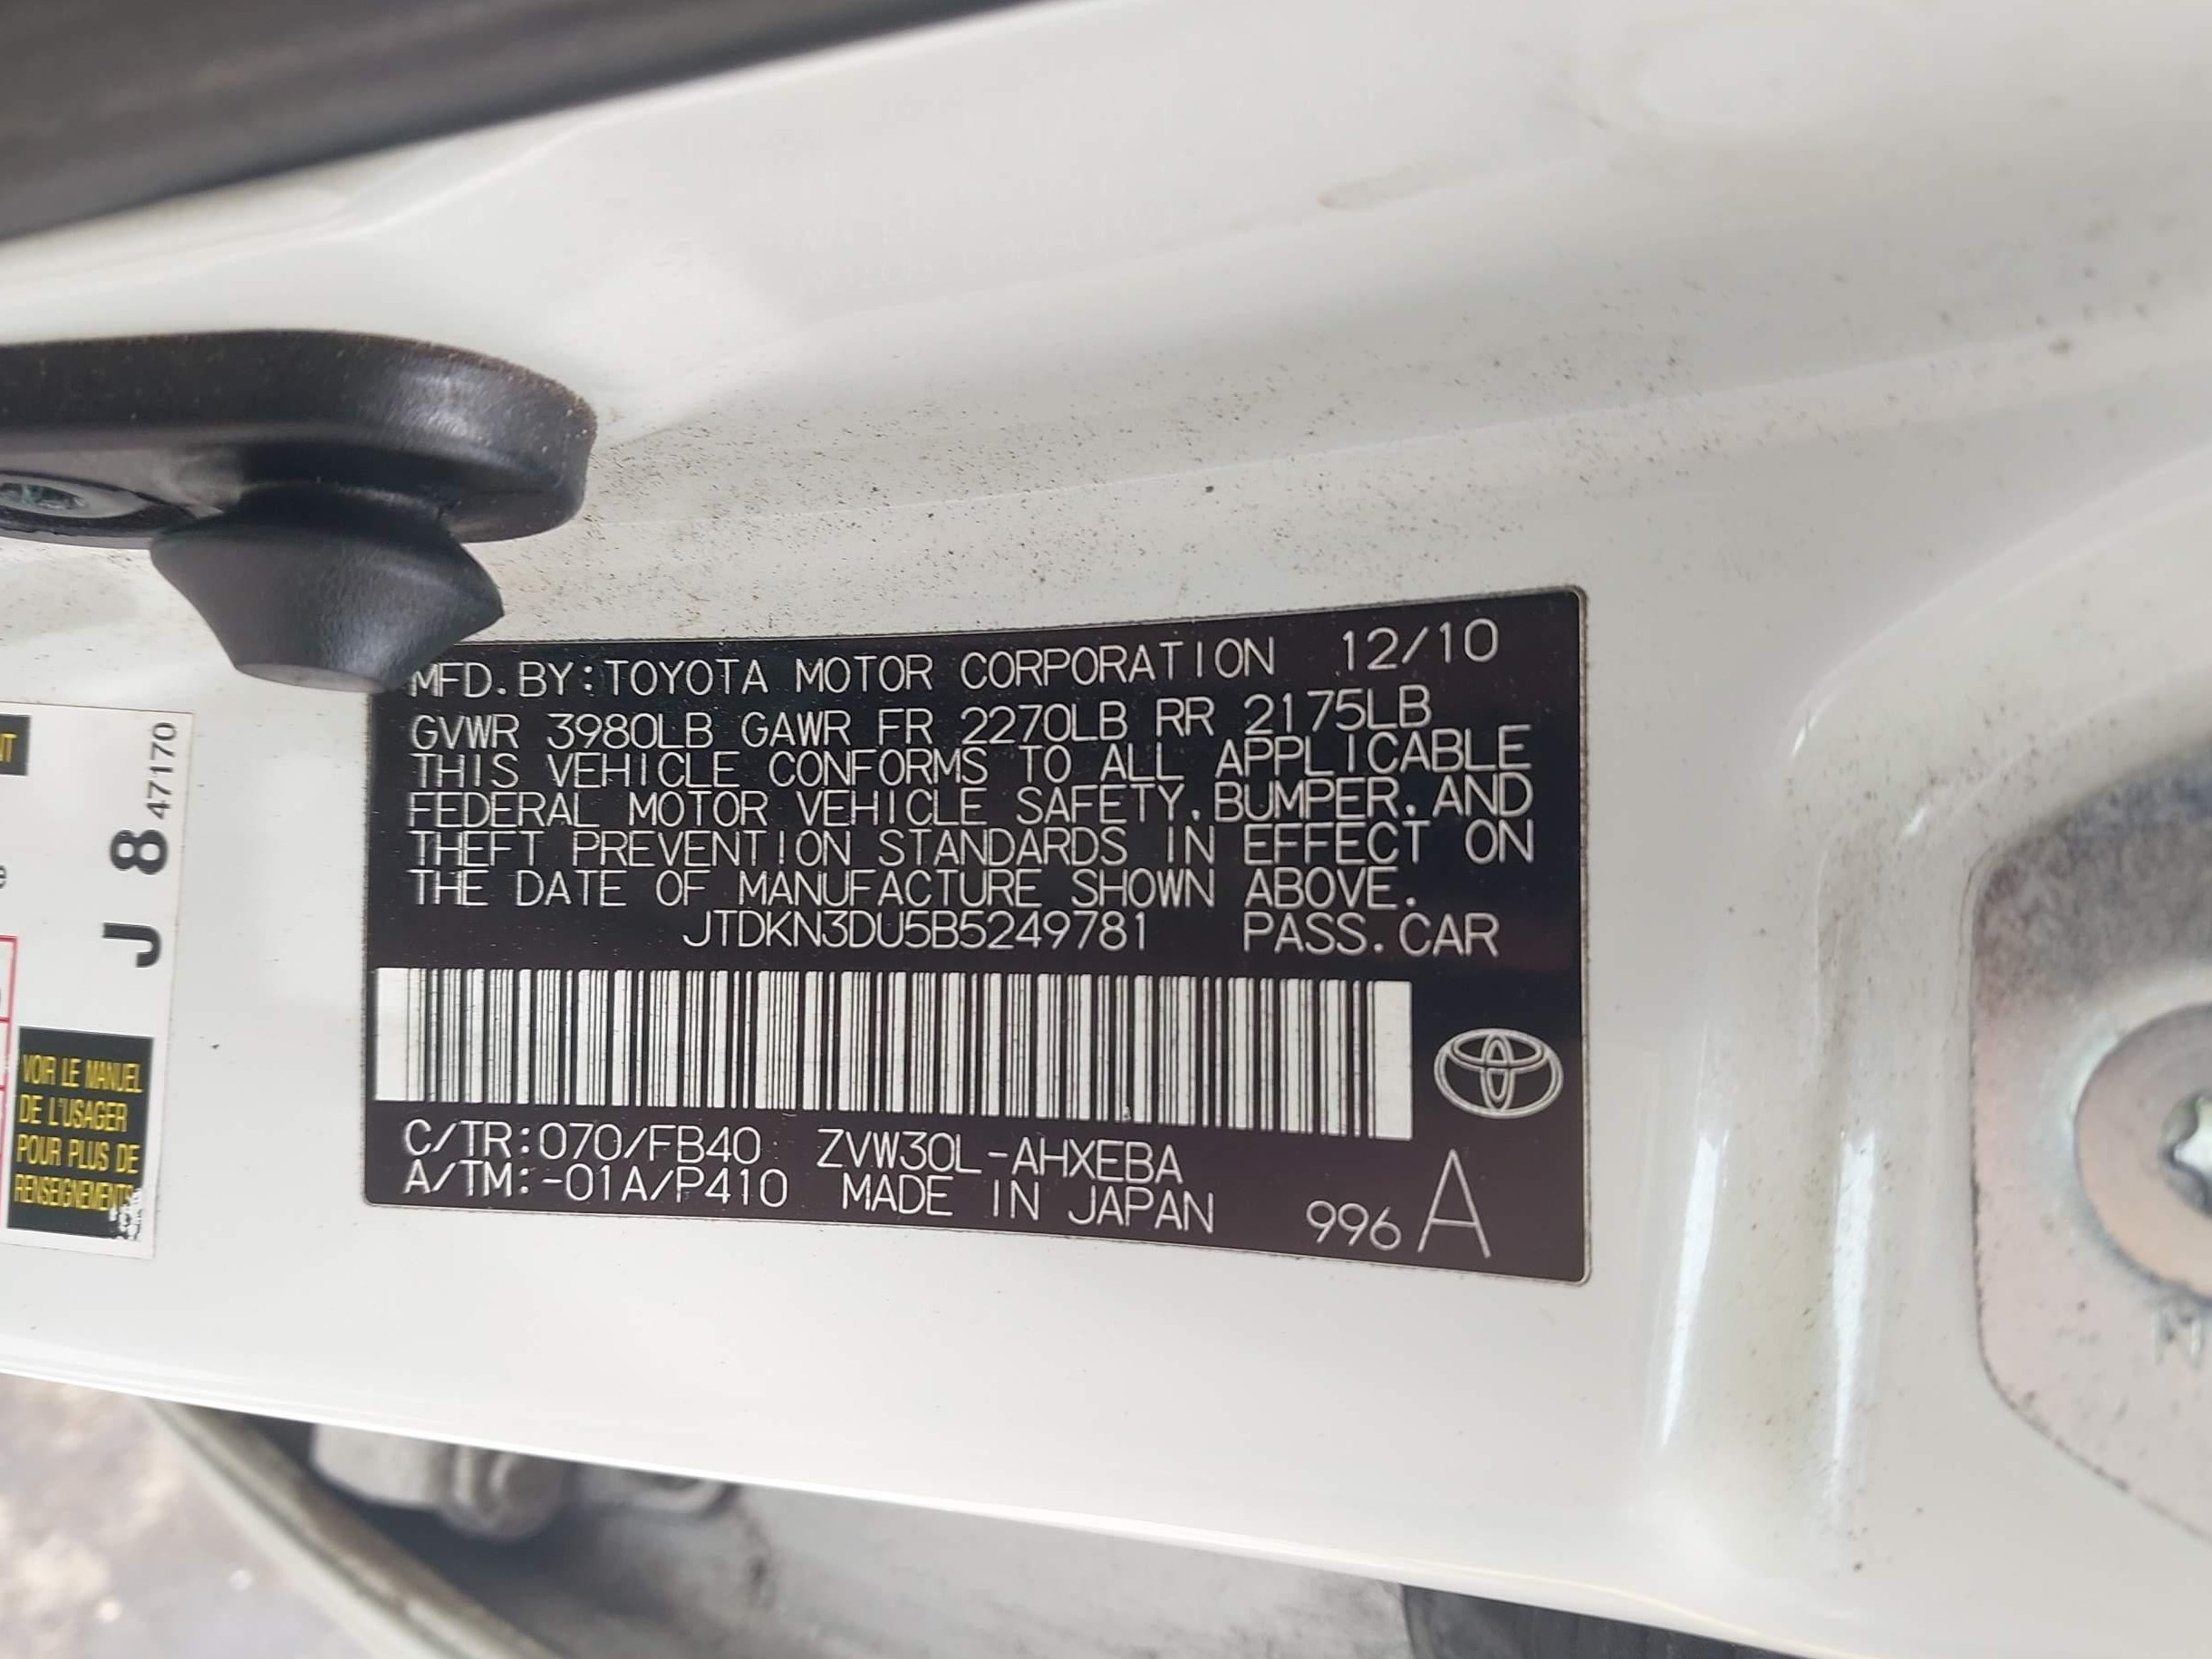 MFD. BY: TOYOTA MOTOR CORPORATION 12/10
GVWR 3980LB GAWR FR 2270LB RR 2175LB
THIS VEHICLE CONFORMS TO ALL APPLICABLE
FEDERAL MOTOR VEHICLE SAFETY, BUMPER, AND
THEFT PREVENTION STANDARDS IN EFFECT ON
THE DATE OF MANUFACTURE SHOWN ABOVE.
JTDKN3DU5B5249781 PASS. CAR
C/TR: 070/FB40 ZVW30L-AHXEBA
A/TM: -01A/P410 MADE IN JAPAN 996 A
J 8 47170
VOIR LE MANUEL
DE L'USAGER
POUR PLUS DE
RENSEIGNEMENTS